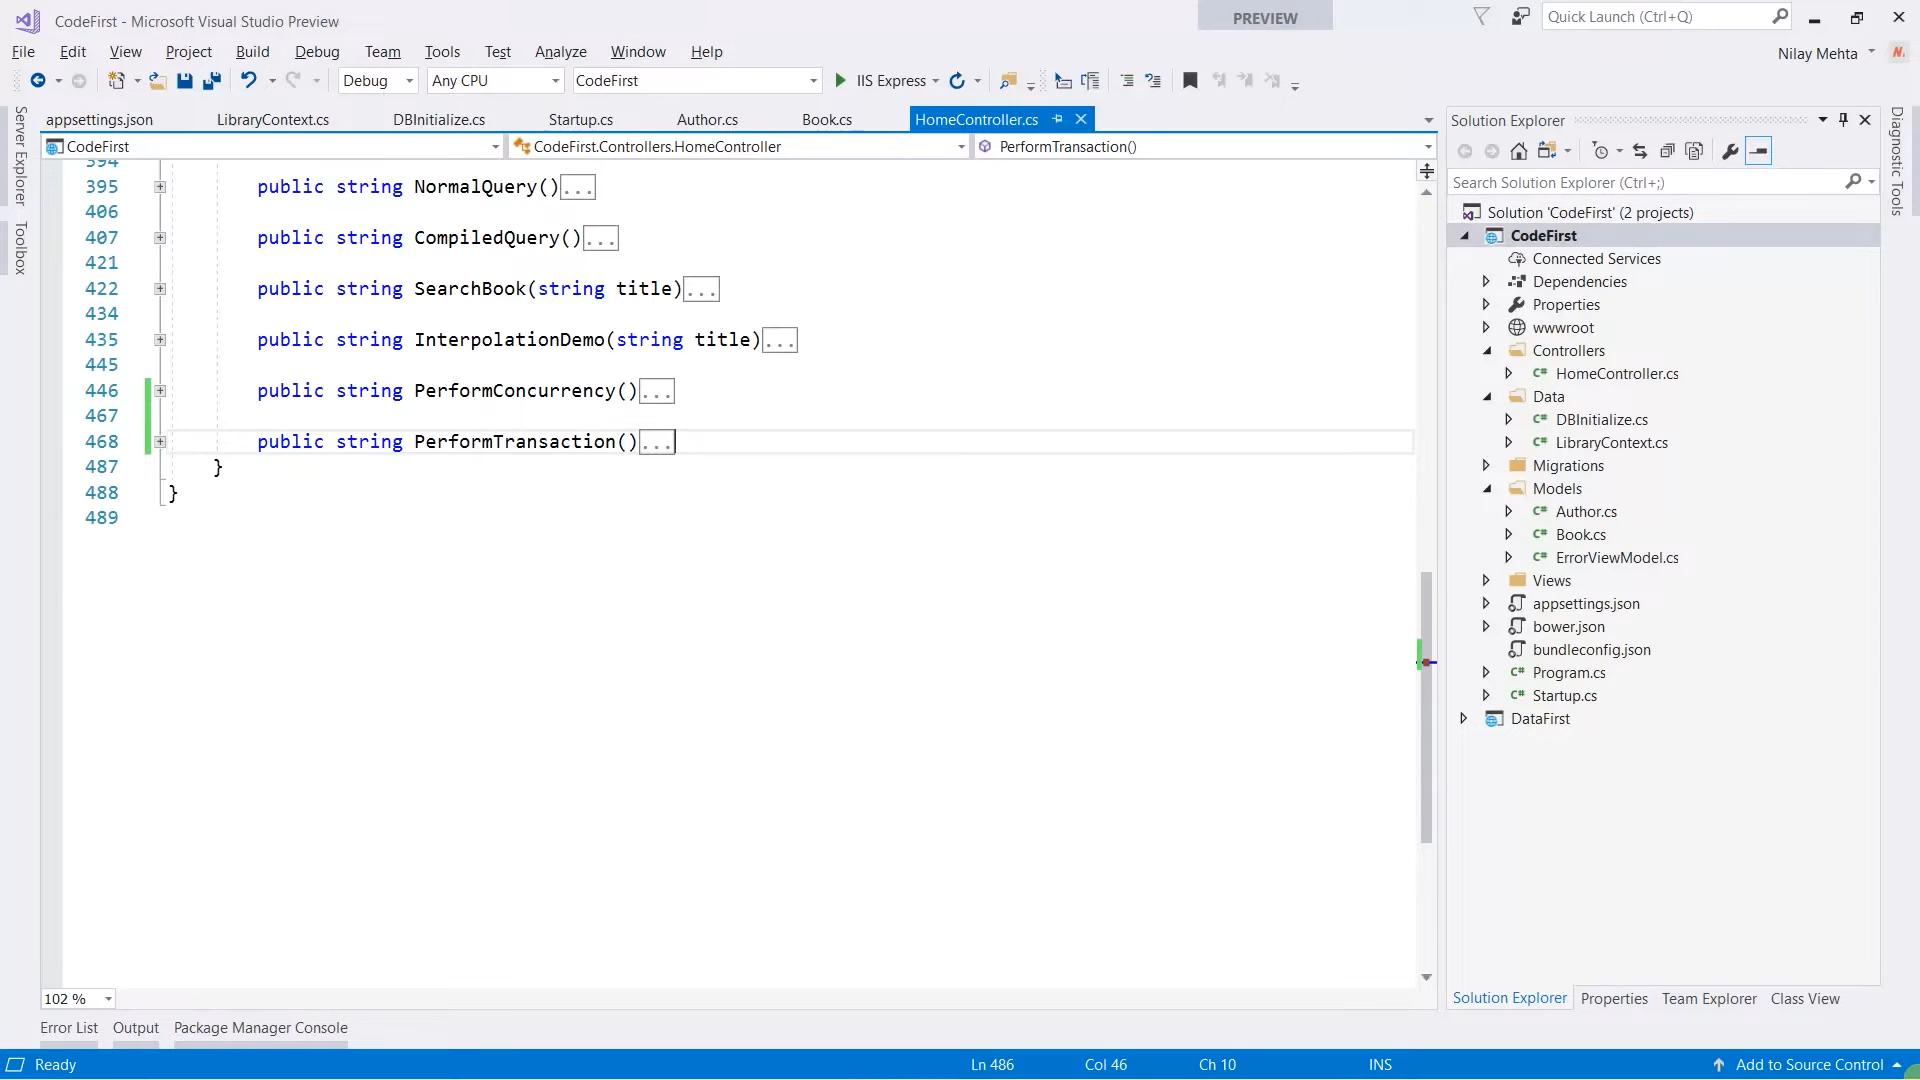 CodeFirst - Microsoft Visual Studio Preview
PREVIEW
Quick Launch (Ctrl+Q)
File Edit View Project Build Debug Team Tools Test Analyze Window Help
Nilay Mehta
Debug Any CPU CodeFirst IIS Express
Server Explorer
Toolbox
appsettings.json LibraryContext.cs DBInitialize.cs Startup.cs Author.cs Book.cs HomeController.cs
CodeFirst CodeFirst.Controllers.HomeController PerformTransaction()
394
395 public string NormalQuery()...
406
407 public string CompiledQuery()...
421
422 public string SearchBook(string title)...
434
435 public string InterpolationDemo(string title)...
445
446 public string PerformConcurrency()...
467
468 public string PerformTransaction()...
487 }
488 }
489
102 %
Error List Output Package Manager Console
Solution Explorer
Search Solution Explorer (Ctrl+;)
Solution 'CodeFirst' (2 projects)
CodeFirst
Connected Services
Dependencies
Properties
wwwroot
Controllers
C# HomeController.cs
Data
C# DBInitialize.cs
C# LibraryContext.cs
Migrations
Models
C# Author.cs
C# Book.cs
C# ErrorViewModel.cs
Views
appsettings.json
bower.json
bundleconfig.json
C# Program.cs
C# Startup.cs
DataFirst
Solution Explorer Properties Team Explorer Class View
Diagnostic Tools
Ready Ln 486 Col 46 Ch 10 INS Add to Source Control